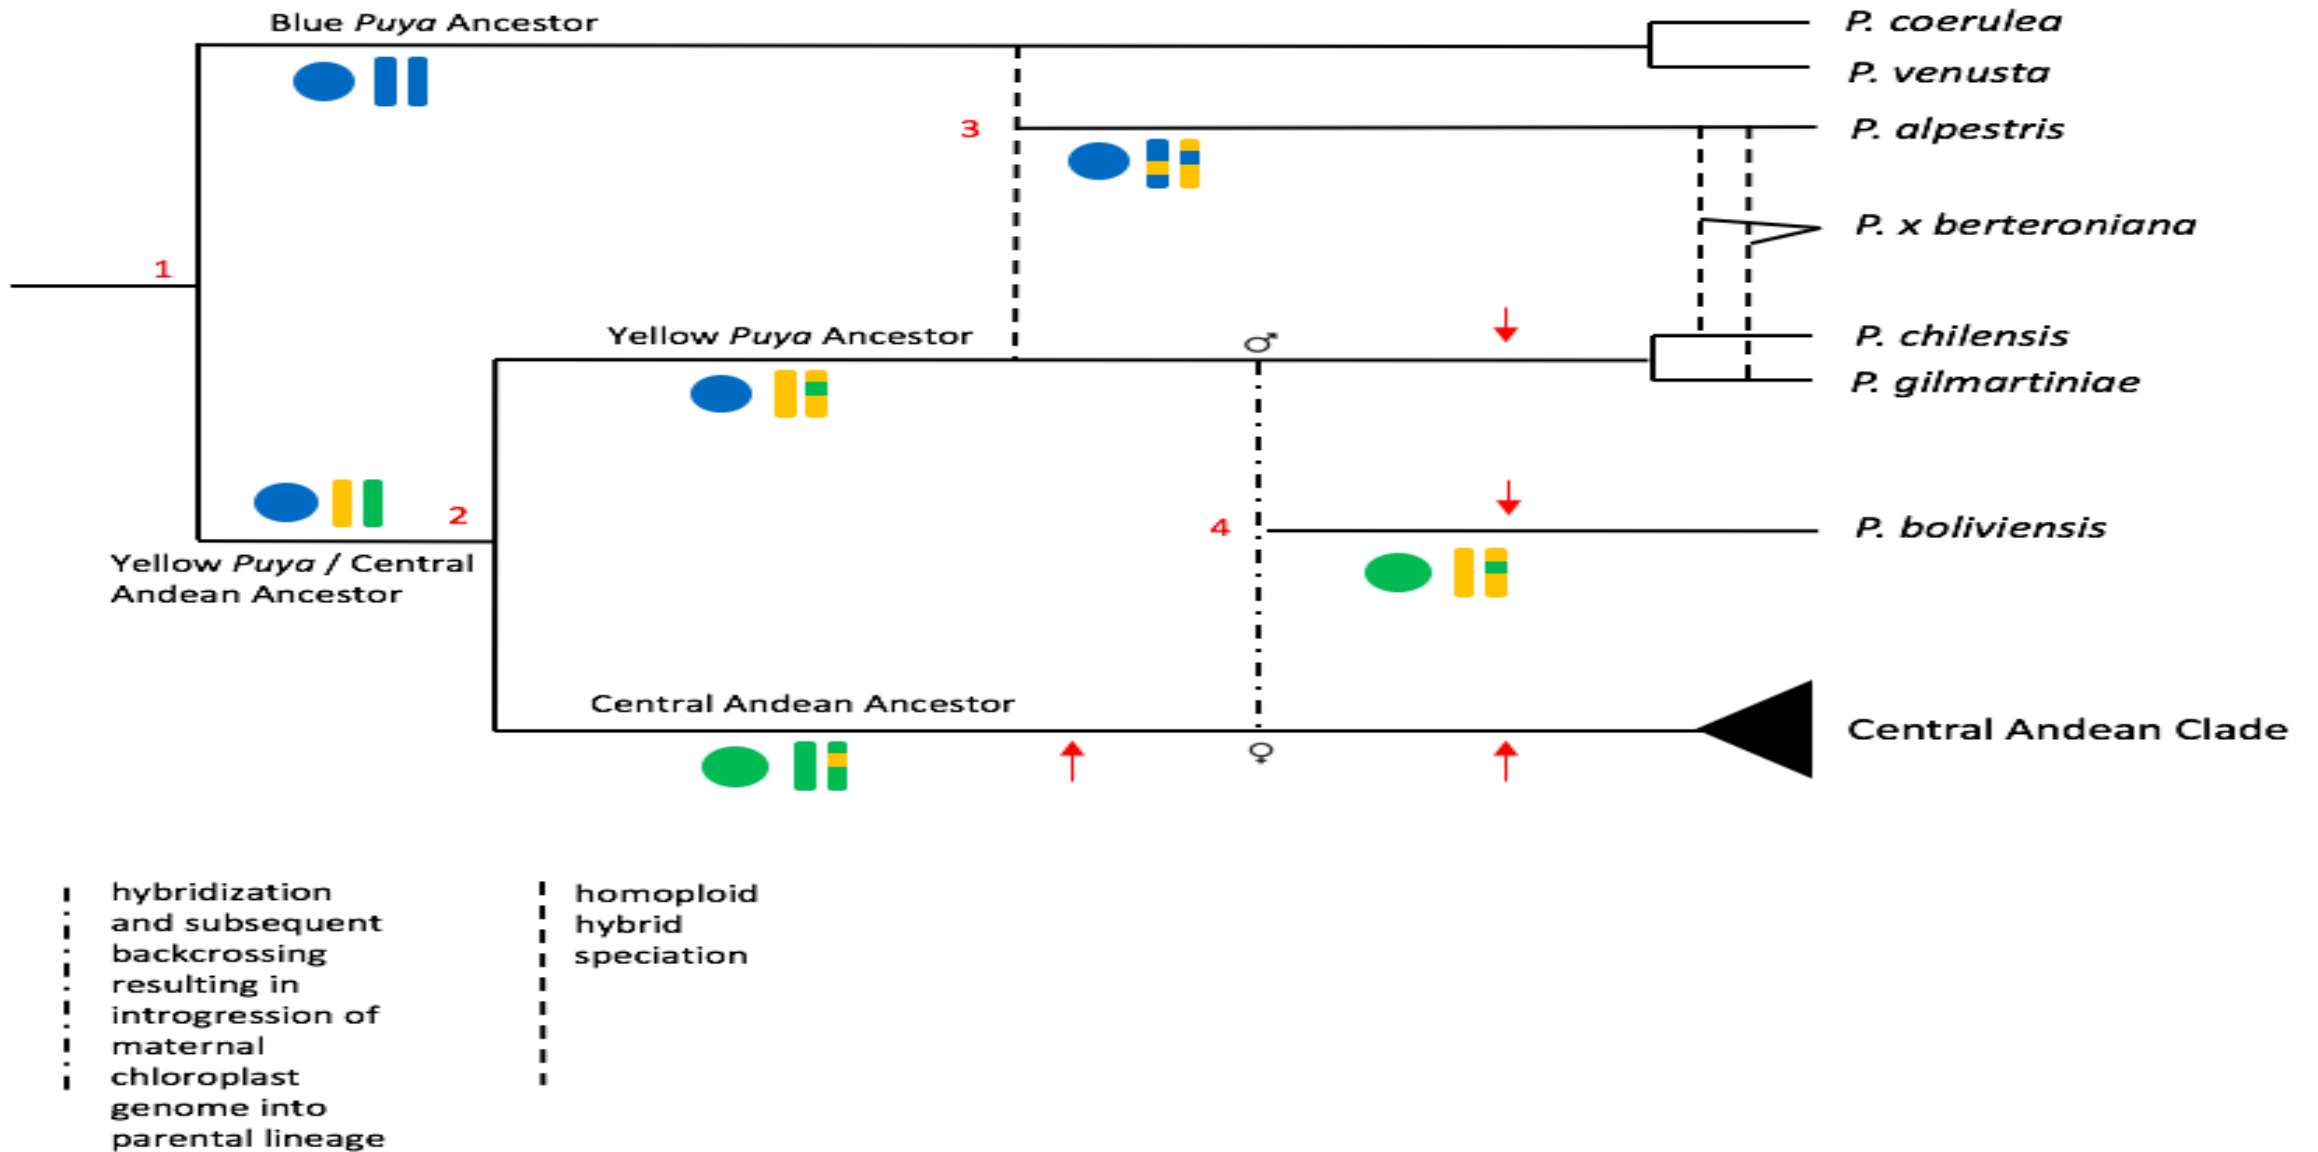 Blue Puya Ancestor
P. coerulea
P. venusta
3
P. alpestris
P. x berteroniana
1
Yellow Puya Ancestor
♂
P. chilensis
P. gilmartiniae
2
4
P. boliviensis
Yellow Puya / Central
Andean Ancestor
Central Andean Ancestor
♀
Central Andean Clade
hybridization
and subsequent
backcrossing
resulting in
introgression of
maternal
chloroplast
genome into
parental lineage
homoploid
hybrid
speciation